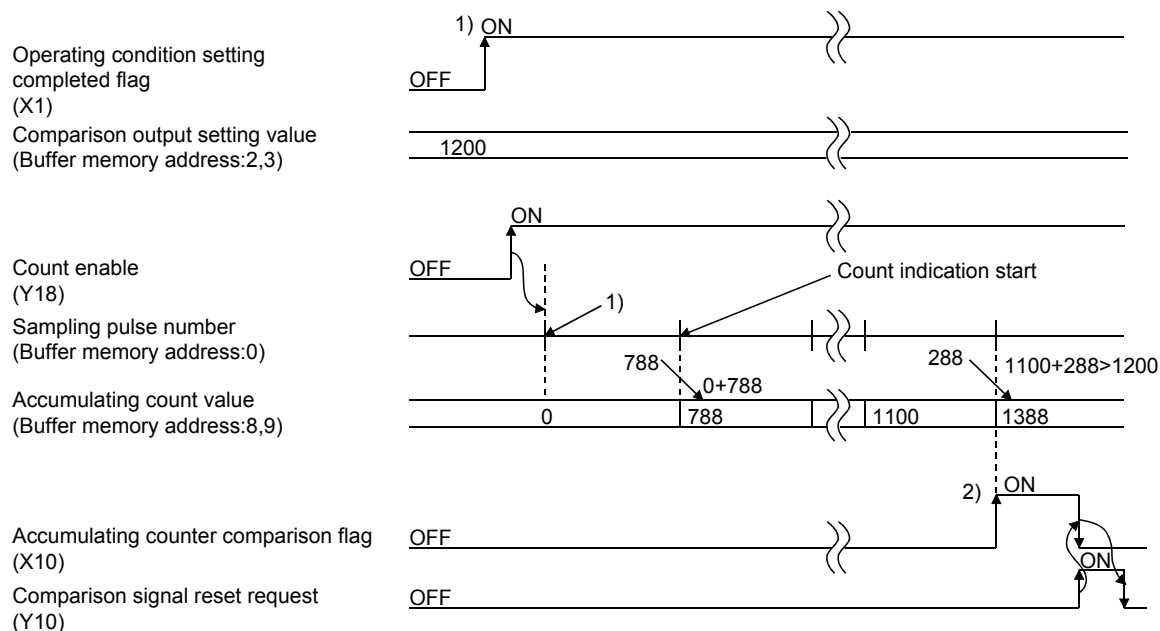 1) ON
Operating condition setting
completed flag
(X1)
OFF
Comparison output setting value
(Buffer memory address:2,3)
1200
ON
Count enable
(Y18)
OFF
Count indication start
1)
Sampling pulse number
(Buffer memory address:0)
788
0+788
288
1100+288>1200
Accumulating count value
(Buffer memory address:8,9)
0
788
1100
1388
2) ON
Accumulating counter comparison flag
(X10)
OFF
ON
Comparison signal reset request
(Y10)
OFF